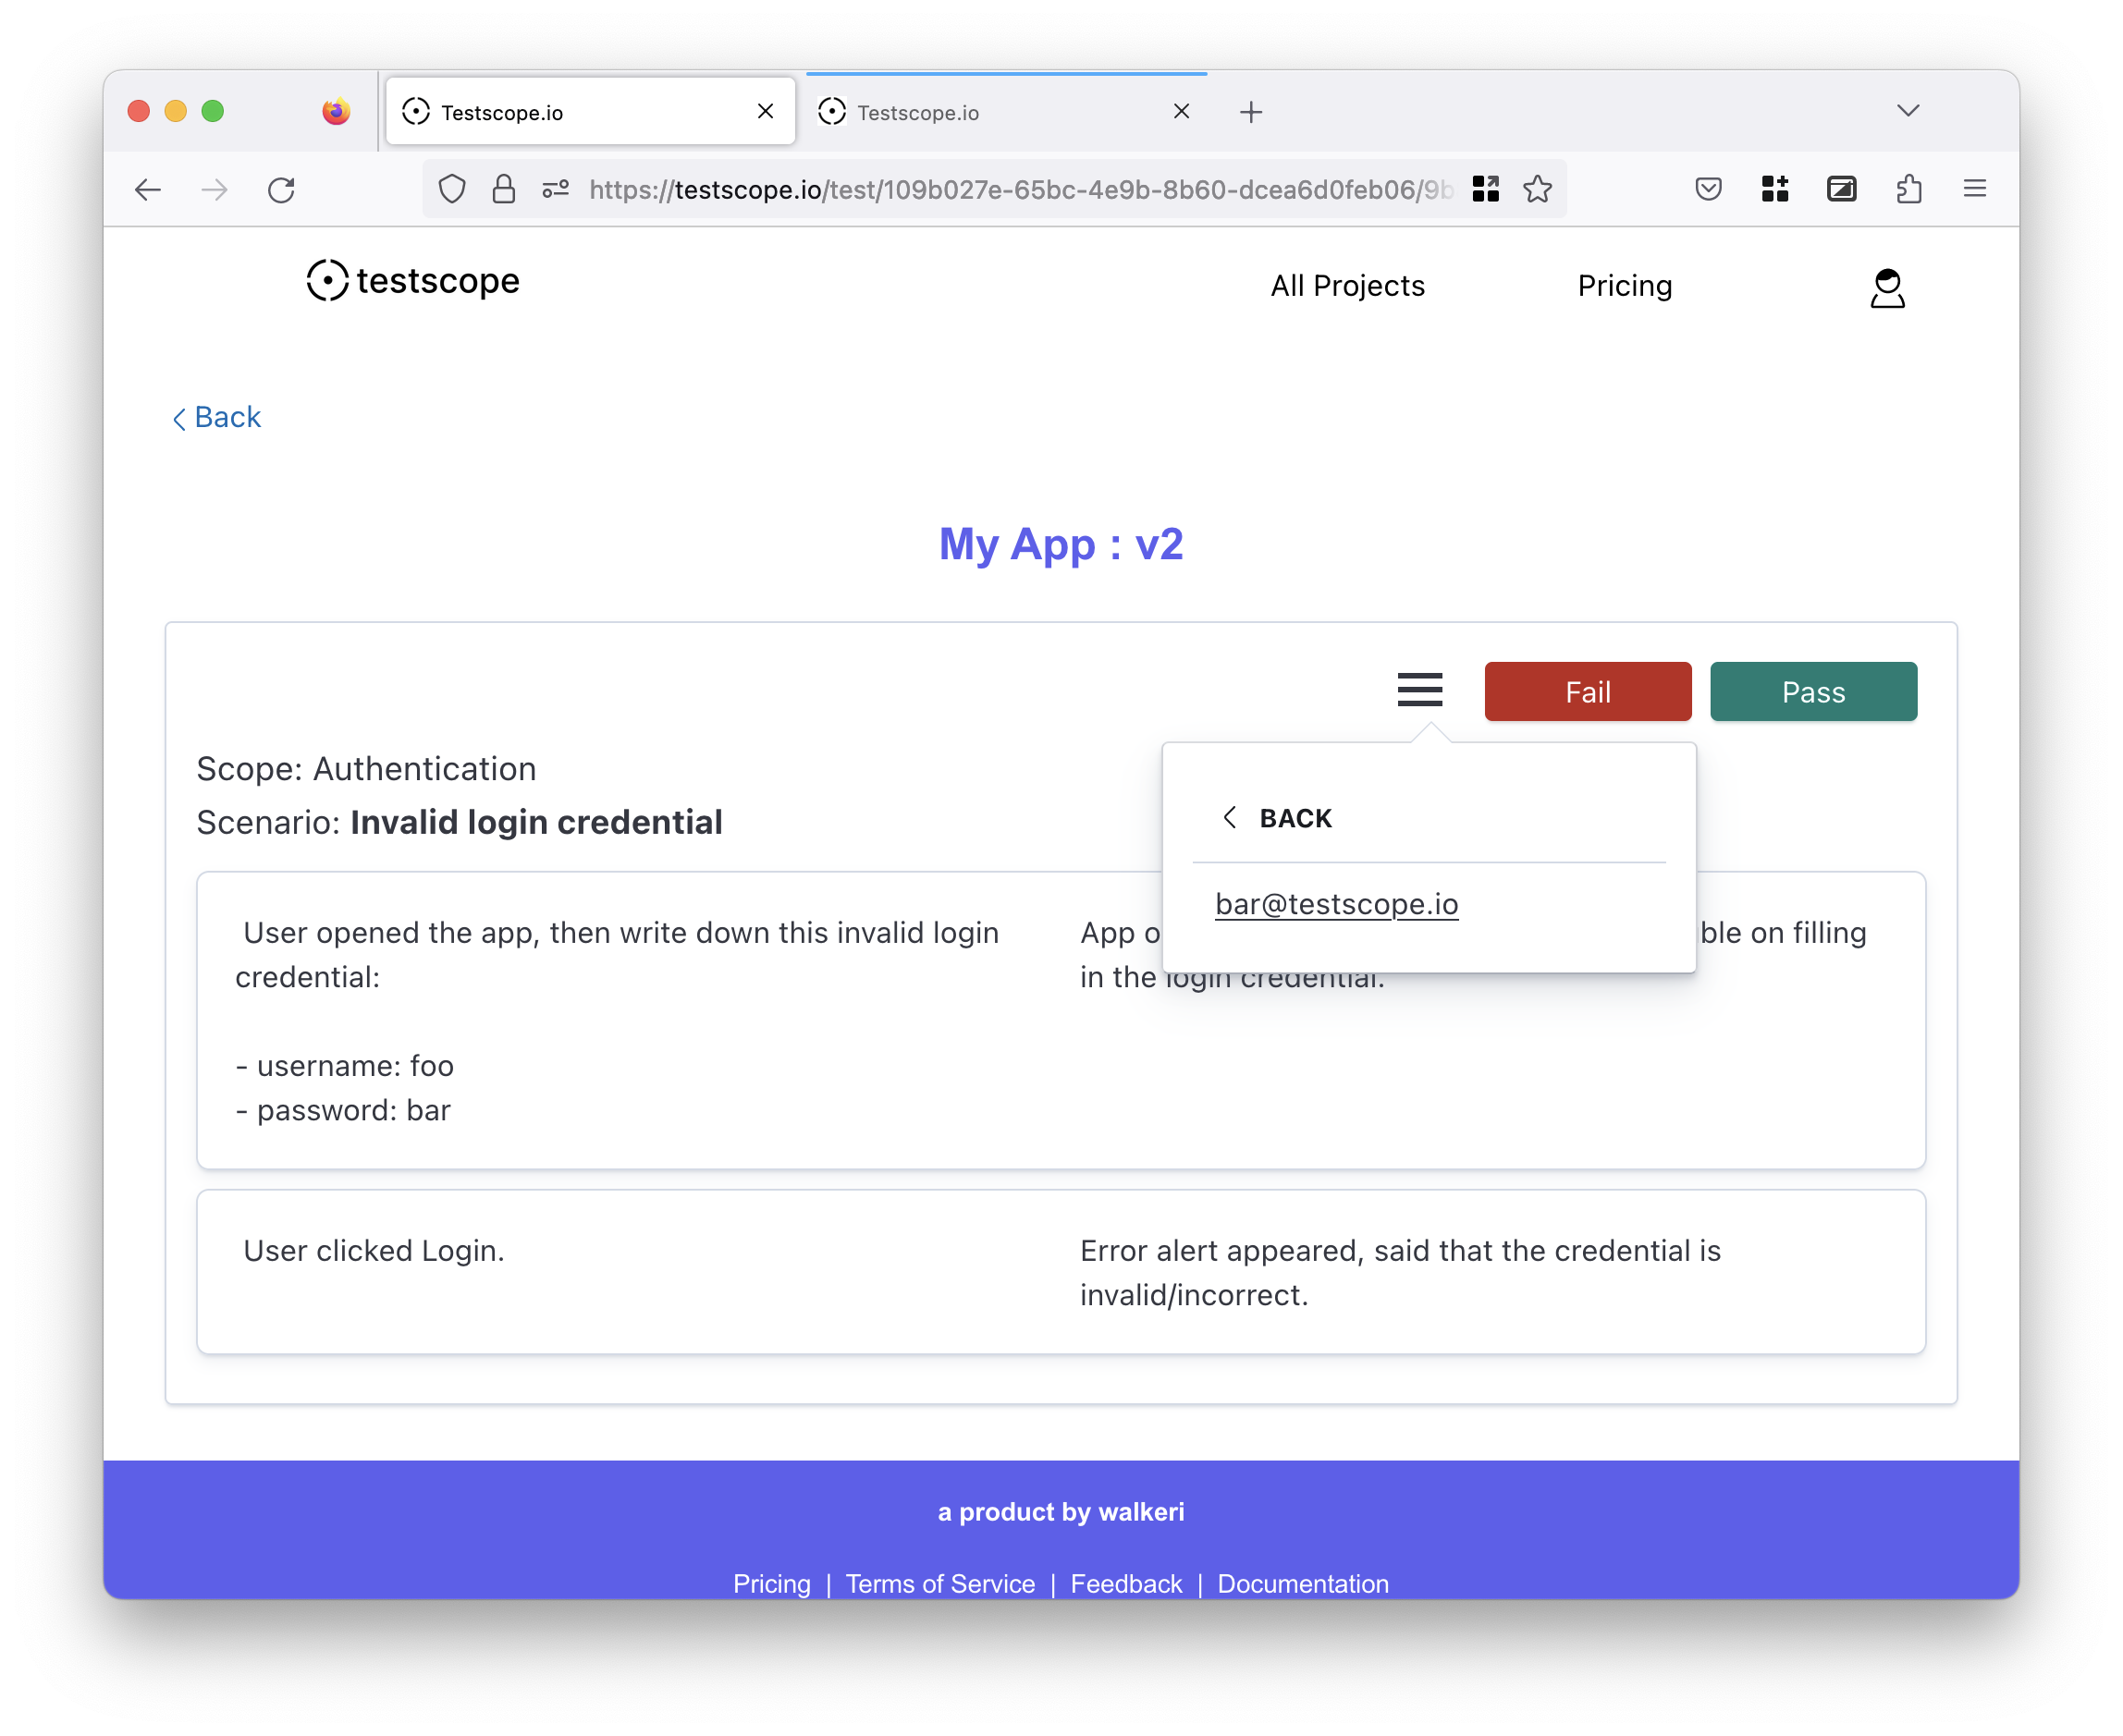 Testscope.io
Testscope.io
https://testscope.io/test/109b027e-65bc-4e9b-8b60-dcea6d0feb06/9b
testscope
All Projects
Pricing
Back
My App : v2
Fail
Pass
Scope: Authentication
Scenario: Invalid login credential
BACK
bar@testscope.io
User opened the app, then write down this invalid login
credential:
- username: foo
- password: bar
App o
ble on filling
in the login credential.
User clicked Login.
Error alert appeared, said that the credential is
invalid/incorrect.
a product by walkeri
Pricing | Terms of Service | Feedback | Documentation